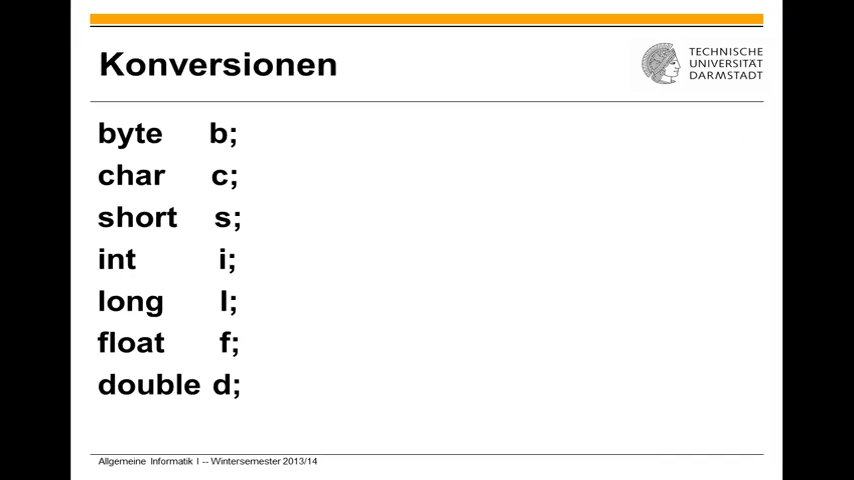 Konversionen
TECHNISCHE
UNIVERSITÄT
DARMSTADT
byte b;
char c;
short s;
int i;
long l;
float f;
double d;
Allgemeine Informatik I -- Wintersemester 2013/14